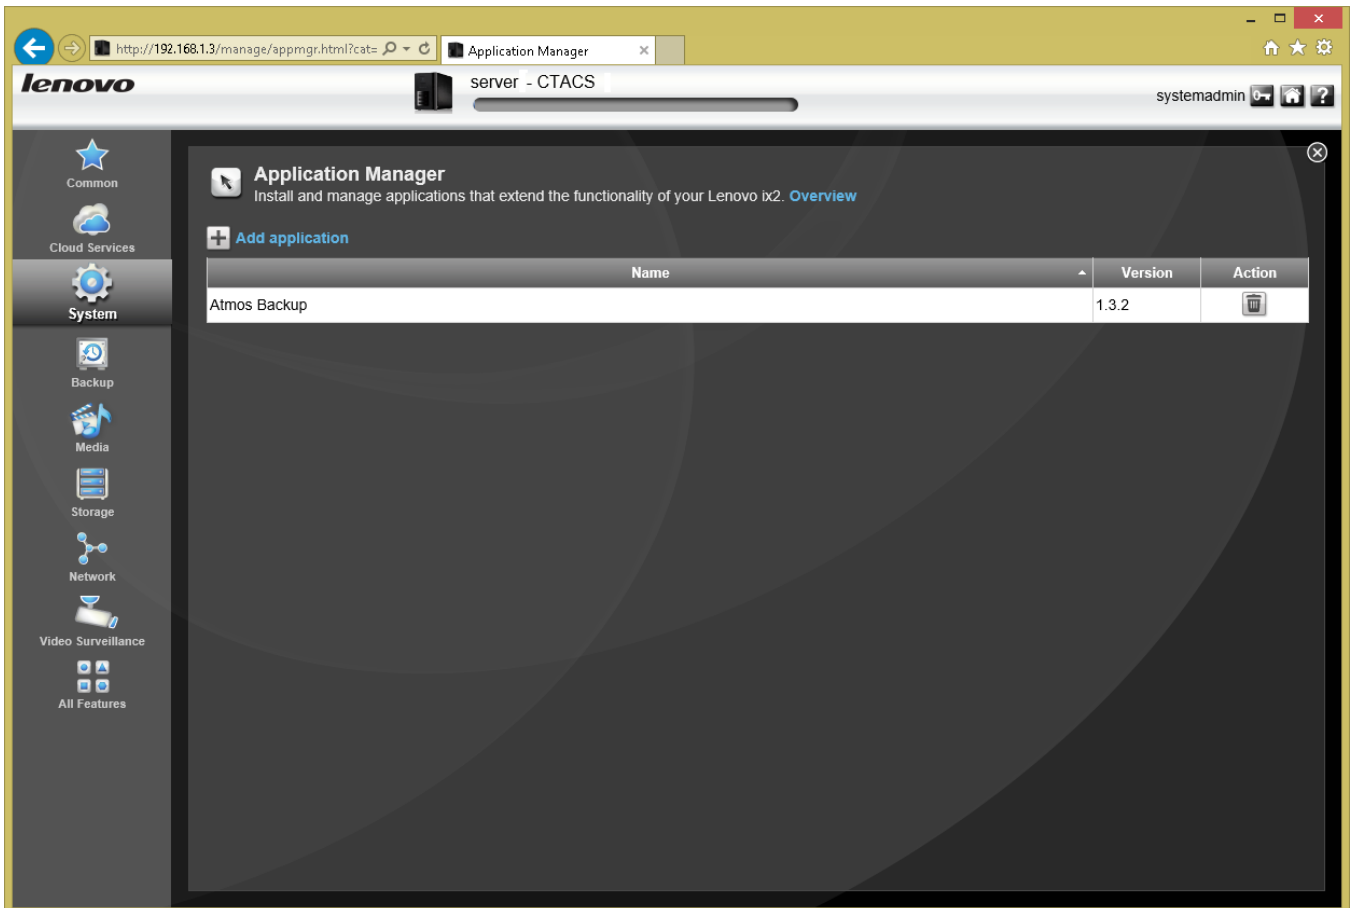 http://192.168.1.3/manage/appmgr.html?cat=
Application Manager
lenovo
server - CTACS
systemadmin
?
Common
Cloud Services
System
Backup
Media
Storage
Network
Video Surveillance
All Features
Application Manager
Install and manage applications that extend the functionality of your Lenovo ix2. Overview
Add application
Name Version Action
Atmos Backup 1.3.2